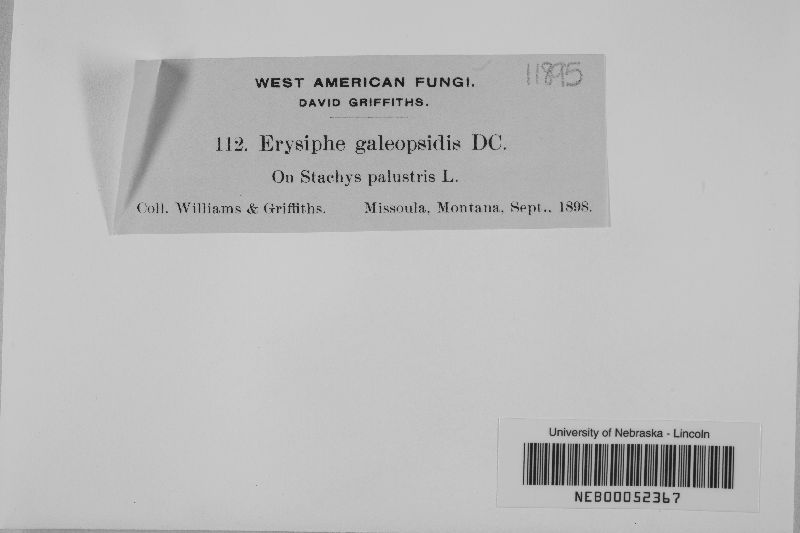 WEST AMERICAN FUNGI.
11895
DAVID GRIFFITHS.
112. Erysiphe galeopsidis DC.
On Stachys palustris L.
Coll. Williams & Griffiths. Missoula, Montana, Sept., 1898.
University of Nebraska - Lincoln
NEB00052367